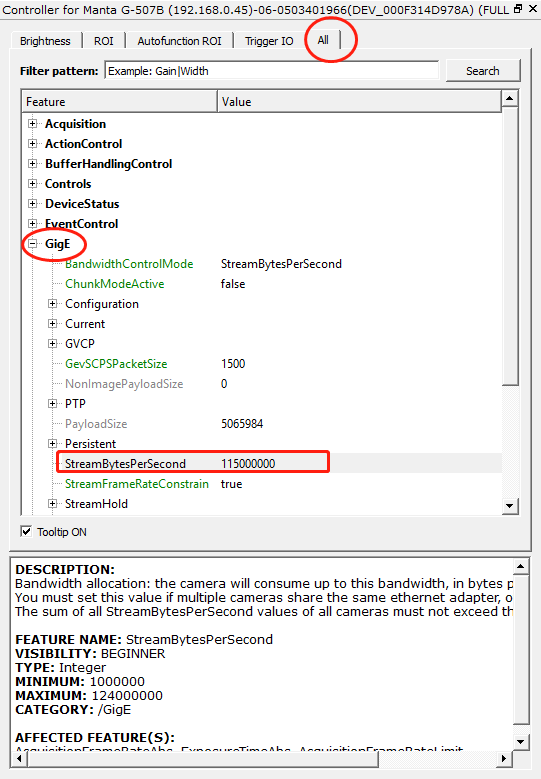 Controller for Manta G-507B (192.168.0.45)-06-0503401966(DEV_000F314D978A) (FULL
Brightness ROI Autofunction ROI Trigger IO All
Filter pattern: Example: Gain|Width Search
Feature Value
Acquisition
ActionControl
BufferHandlingControl
Controls
DeviceStatus
EventControl
GigE
BandwidthControlMode StreamBytesPerSecond
ChunkModeActive false
Configuration
Current
GVCP
GevSCPSPacketSize 1500
NonImagePayloadSize 0
PTP
PayloadSize 5065984
Persistent
StreamBytesPerSecond 115000000
StreamFrameRateConstrain true
StreamHold
Tooltip ON
DESCRIPTION:
Bandwidth allocation: the camera will consume up to this bandwidth, in bytes p
You must set this value if multiple cameras share the same ethernet adapter, o
The sum of all StreamBytesPerSecond values of all cameras must not exceed th
FEATURE NAME: StreamBytesPerSecond
VISIBILITY: BEGINNER
TYPE: Integer
MINIMUM: 1000000
MAXIMUM: 124000000
CATEGORY: /GigE
AFFECTED FEATURE(S):
AcquisitionFrameRateAbs, ExposureTimeAbs, AcquisitionFrameRateLimit